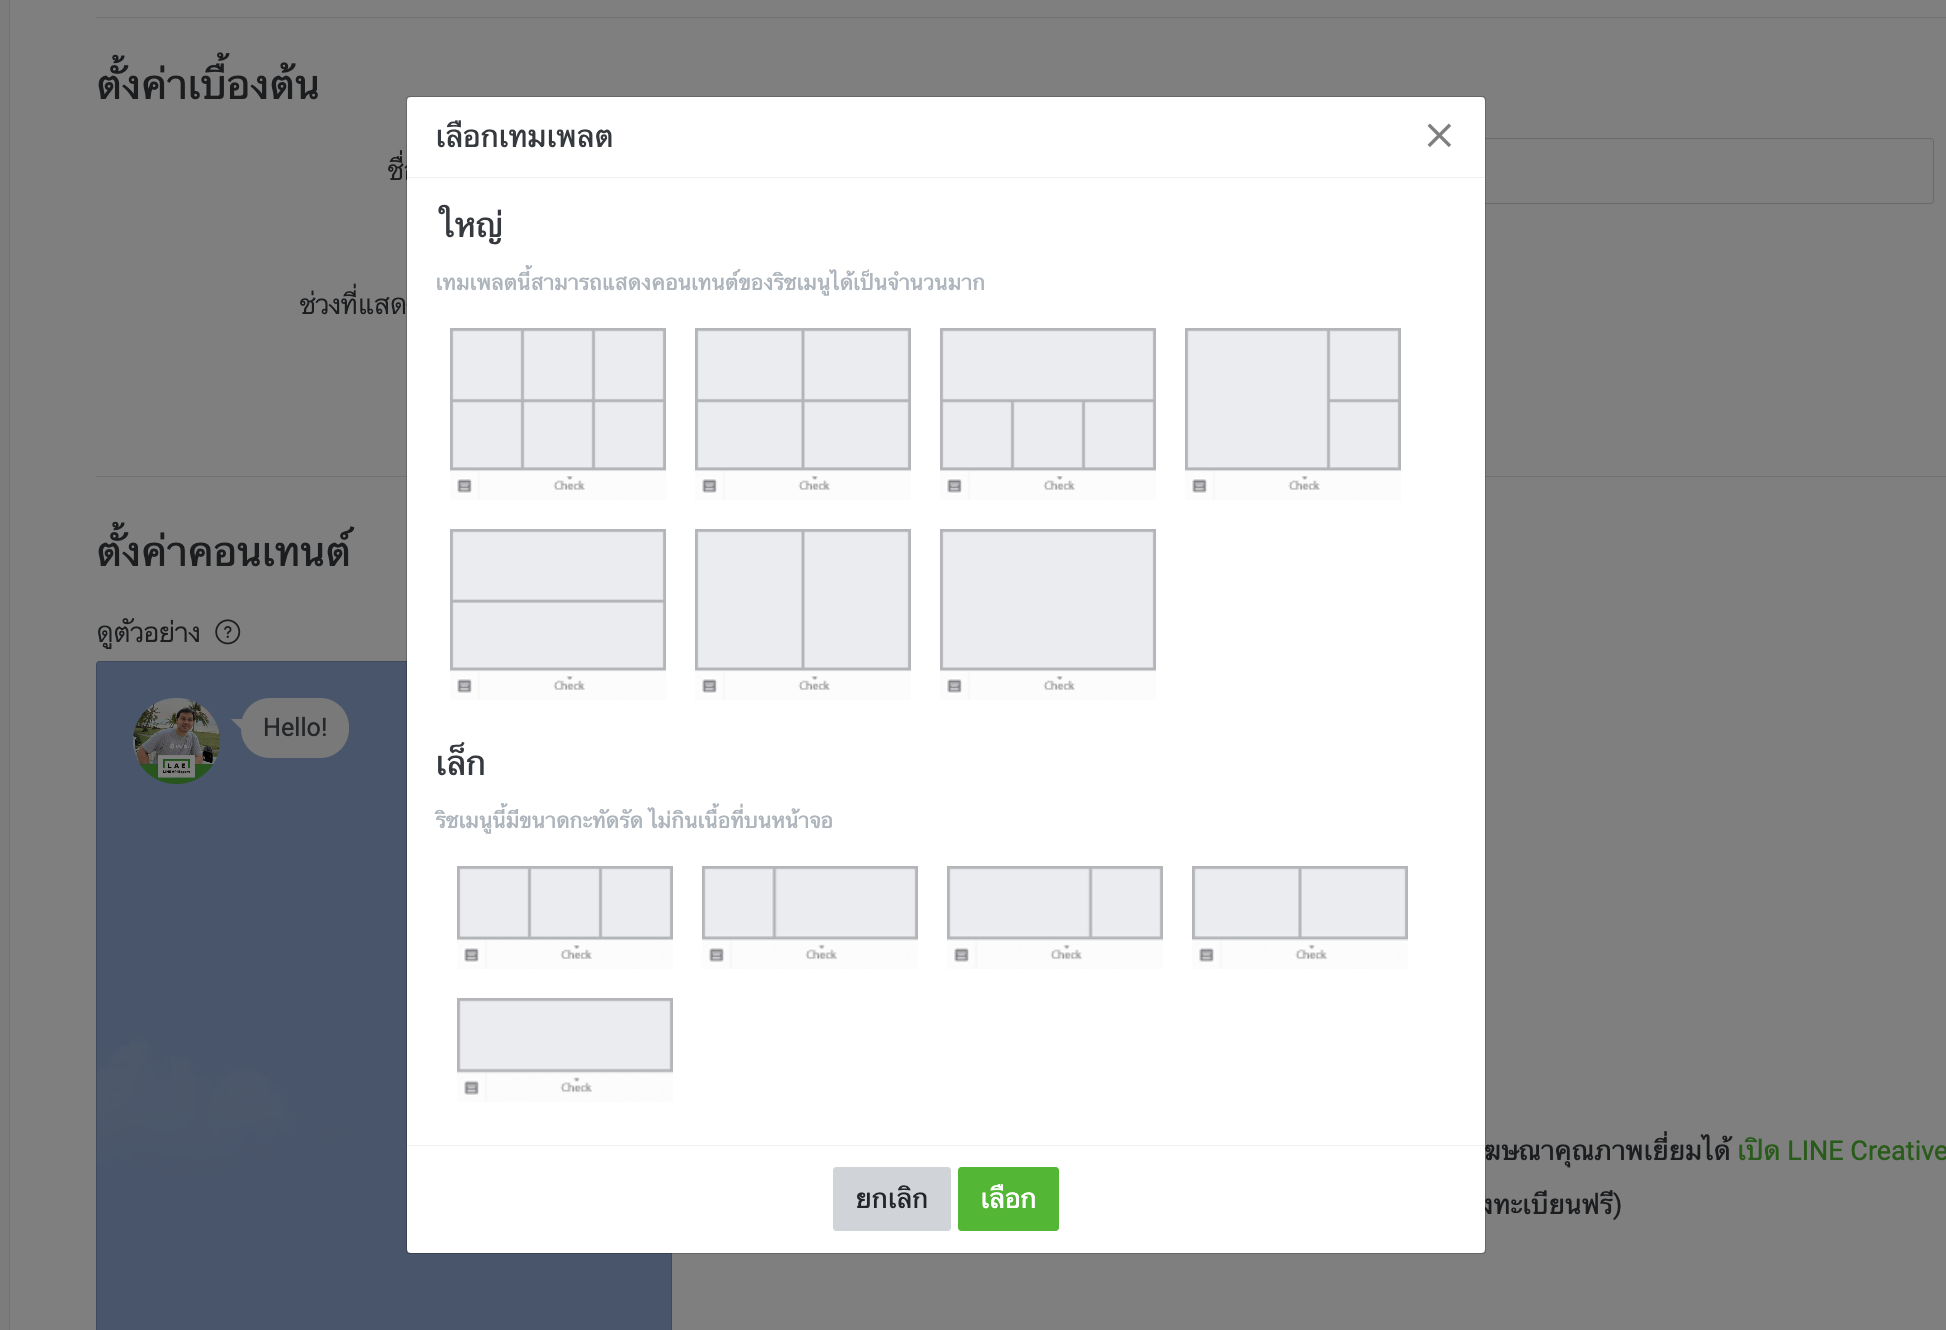 ตั้งค่าเบื้องต้น
ช่วงที่แสด
ตั้งค่าคอนเทนต์
ดูตัวอย่าง ?
Hello!
LAE
เลือกเทมเพลต
ใหญ่
เทมเพลตนี้สามารถแสดงคอนเทนต์ของริชเมนูได้เป็นจำนวนมาก
Check Check Check Check
Check Check Check
เล็ก
ริชเมนูนี้มีขนาดกะทัดรัด ไม่กินเนื้อที่บนหน้าจอ
Check Check Check Check
Check
ยกเลิก เลือก
ฆษณาคุณภาพเยี่ยมได้ เปิด LINE Creative
งทะเบียนฟรี)